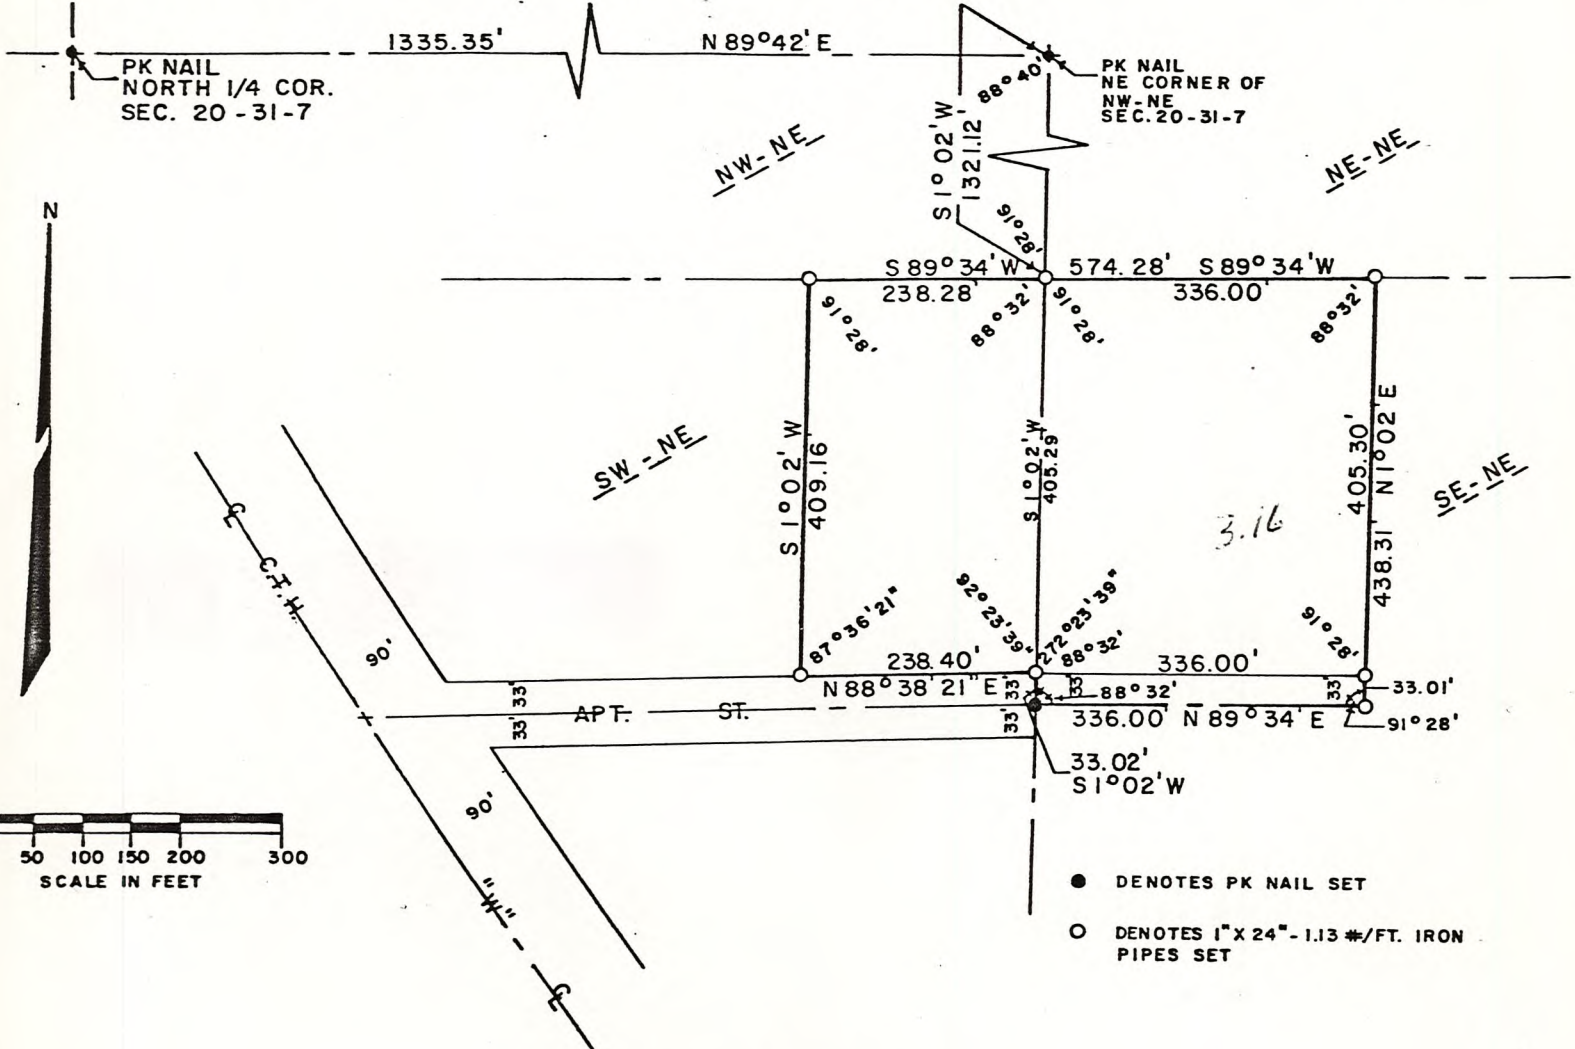 1335.35'
N 89°42' E
PK NAIL
NORTH 1/4 COR.
SEC. 20-31-7
88° 40'
PK NAIL
NE CORNER OF
NW-NE
SEC. 20-31-7
S 1° 02' W
1321.12'
NW-NE
NE-NE
N
91° 28'
S 89° 34' W
574.28'
S 89° 34' W
238.28'
336.00'
91° 28'
88° 32'
91° 28'
88° 32'
S 1° 02' W
409.16'
S 1° 02' W
405.29'
405.30'
438.31' N 1° 02' E
SW-NE
SE-NE
3.16
C.T.H.
90'
87° 36' 21"
92° 23' 39"
272° 23' 39"
88° 32'
91° 28'
238.40'
336.00'
N 88° 38' 21" E
33'
33'
33'
33'
33.01'
88° 32'
APT. ST.
33'
33'
336.00' N 89° 34' E
91° 28'
33.02'
S 1° 02' W
90'
50 100 150 200 300
SCALE IN FEET
"W"
CL
CL
DENOTES PK NAIL SET
DENOTES 1" X 24" - 1.13 #/FT. IRON
PIPES SET